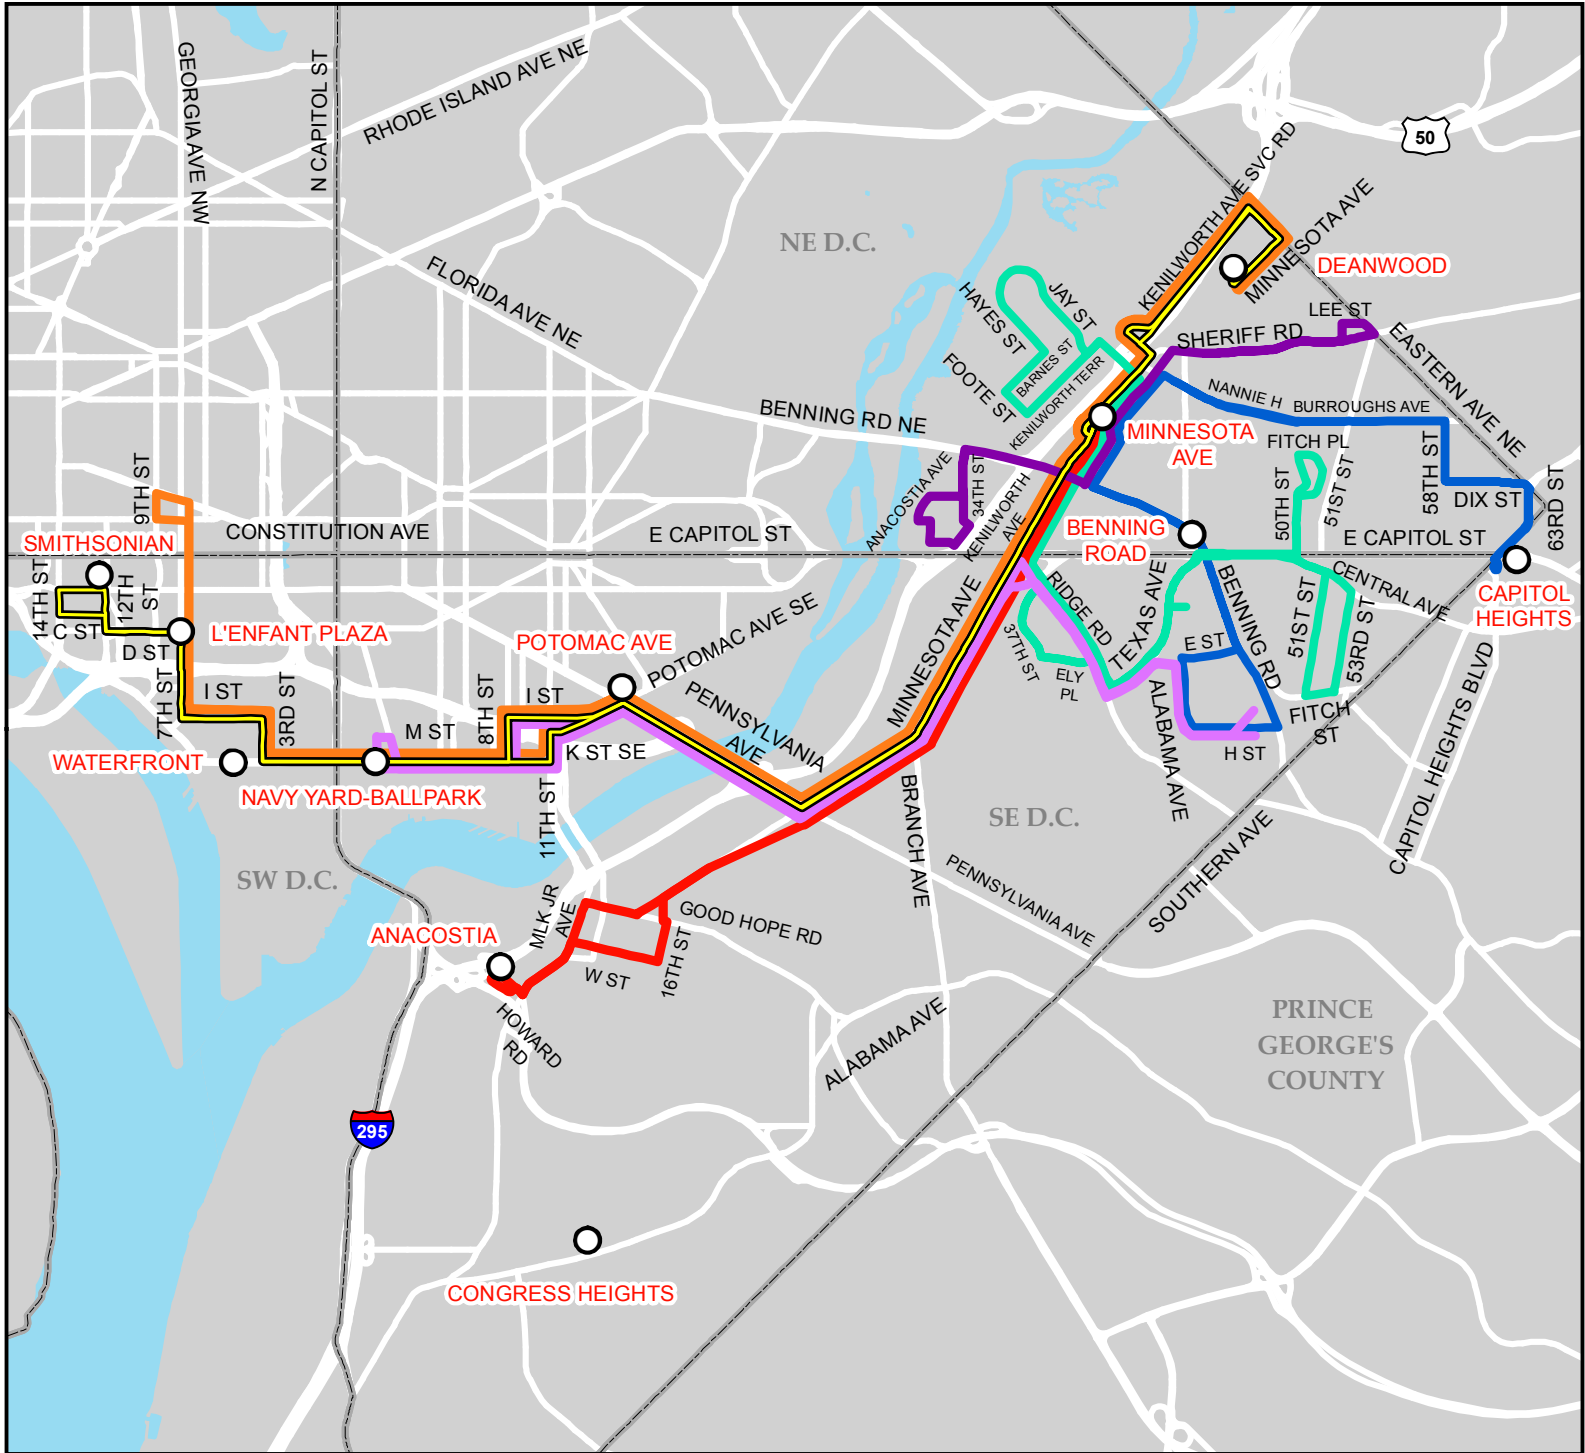 GEORGIA AVE NW
N CAPITOL ST
RHODE ISLAND AVE NE
50
KENILWORTH AVE SVC RD
MINNESOTA AVE
NE D.C.
DEANWOOD
FLORIDA AVE NE
HAYES ST
JAY ST
LEE ST
SHERIFF RD
EASTERN AVE NE
FOOTE ST
BARNES ST
KENILWORTH TERR
NANNIE H
BURROUGHS AVE
BENNING RD NE
MINNESOTA
AVE
FITCH PL
58TH ST
9TH ST
ANACOSTIA AVE
34TH ST
KENILWORTH
AVE
50TH ST
51ST ST
DIX ST
63RD ST
CONSTITUTION AVE
E CAPITOL ST
BENNING
ROAD
E CAPITOL ST
SMITHSONIAN
14TH ST
12TH
ST
C ST
D ST
L'ENFANT PLAZA
POTOMAC AVE
POTOMAC AVE SE
MINNESOTA AVE
RIDGE RD
TEXAS AVE
BENNING RD
CENTRAL AVE
CAPITOL
HEIGHTS
37TH ST
ELY
PL
E ST
51ST ST
53RD ST
7TH ST
I ST
3RD ST
8TH ST
I ST
PENNSYLVANIA
AVE
ALABAMA AVE
FITCH
ST
H ST
CAPITOL HEIGHTS BLVD
WATERFRONT
M ST
K ST SE
NAVY YARD-BALLPARK
11TH ST
BRANCH AVE
SE D.C.
SW D.C.
PENNSYLVANIA AVE
SOUTHERN AVE
ANACOSTIA
MLK JR
AVE
GOOD HOPE RD
W ST
16TH ST
HOWARD
RD
ALABAMA AVE
PRINCE
GEORGE'S
COUNTY
295
CONGRESS HEIGHTS